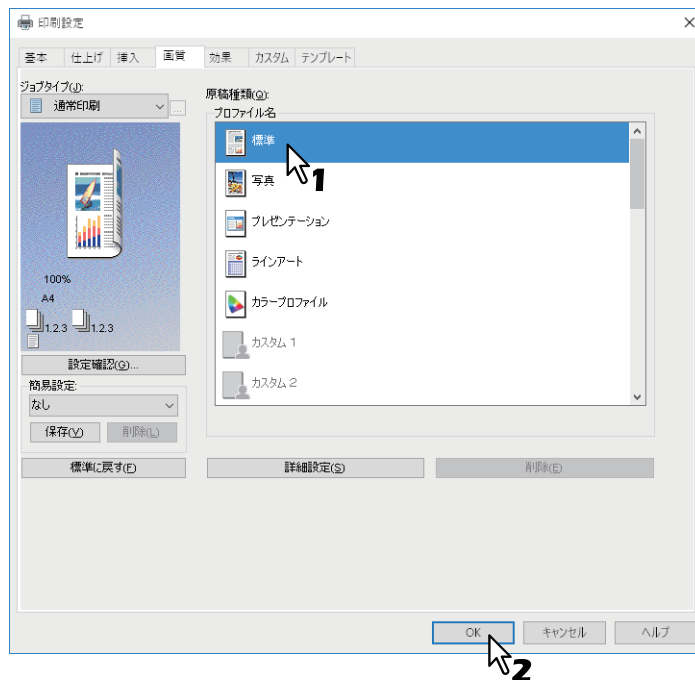 印刷設定
基本 仕上げ 挿入 画質 効果 カスタム テンプレート
ジョブタイプ(J):
通常印刷
...
100%
A4
1.2.3 1.2.3
設定確認(G)...
簡易設定:
なし
保存(V) 削除(L)
標準に戻す(F)
原稿種類(Q):
プロファイル名
標準
1
写真
プレゼンテーション
ラインアート
カラープロファイル
カスタム 1
カスタム 2
詳細設定(S) 削除(E)
OK キャンセル ヘルプ
2